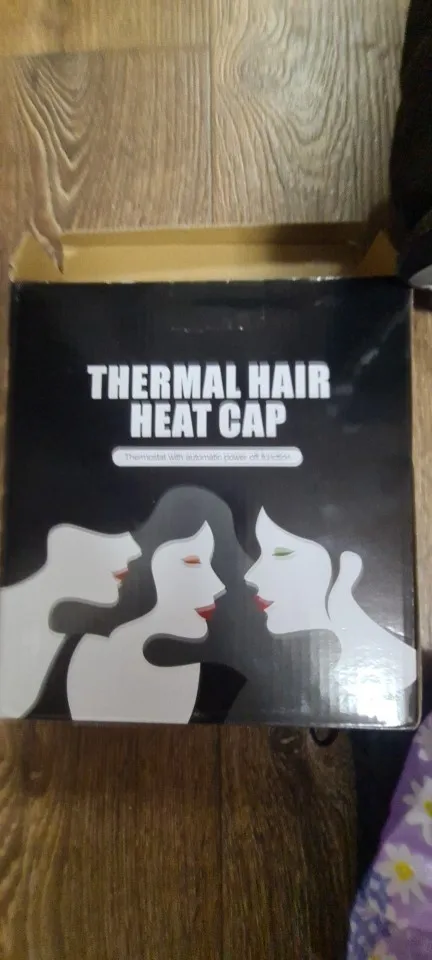 THERMAL HAIR
HEAT CAP
Thermostat with automatic power off function